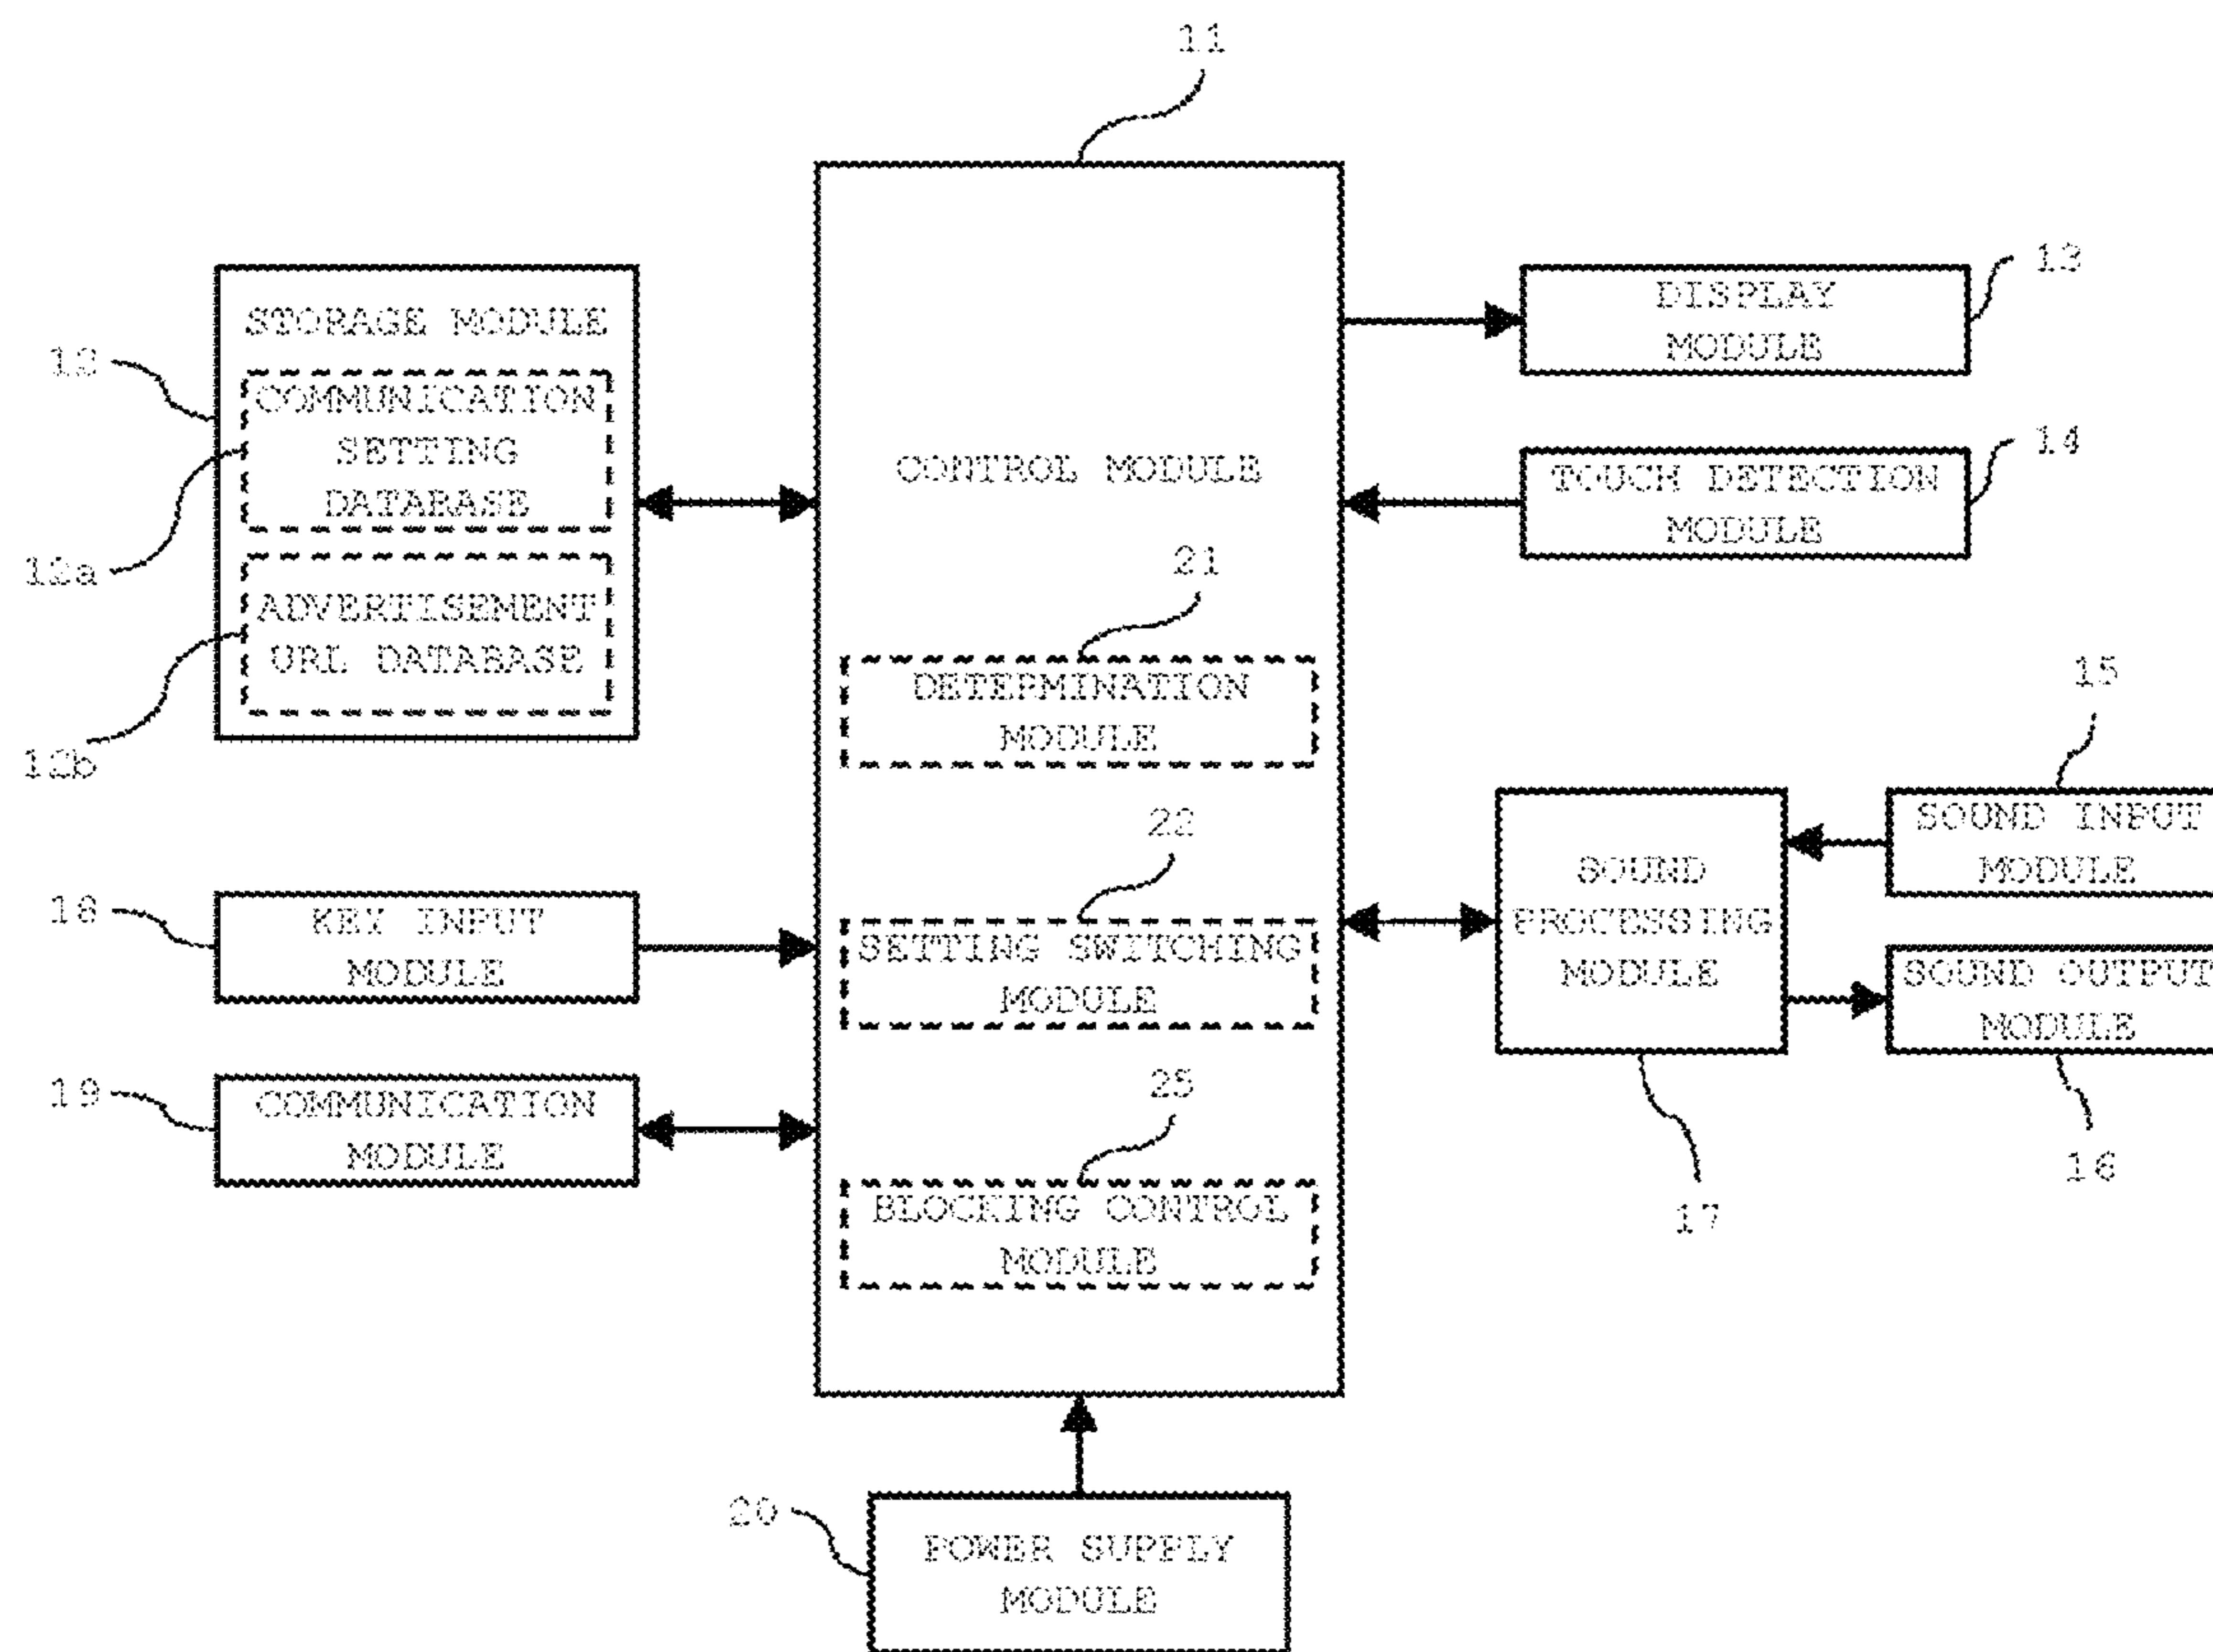 11
STORAGE MODULE
12
COMMUNICATION
SETTING
DATABASE
12a
ADVERTISEMENT
URL DATABASE
12b
18
KEY INPUT
MODULE
19
COMMUNICATION
MODULE
CONTROL MODULE
21
DETERMINATION
MODULE
22
SETTING SWITCHING
MODULE
25
BLOCKING CONTROL
MODULE
20
POWER SUPPLY
MODULE
13
DISPLAY
MODULE
14
TOUCH DETECTION
MODULE
SOUND
PROCESSING
MODULE
17
15
SOUND INPUT
MODULE
SOUND OUTPUT
MODULE
16